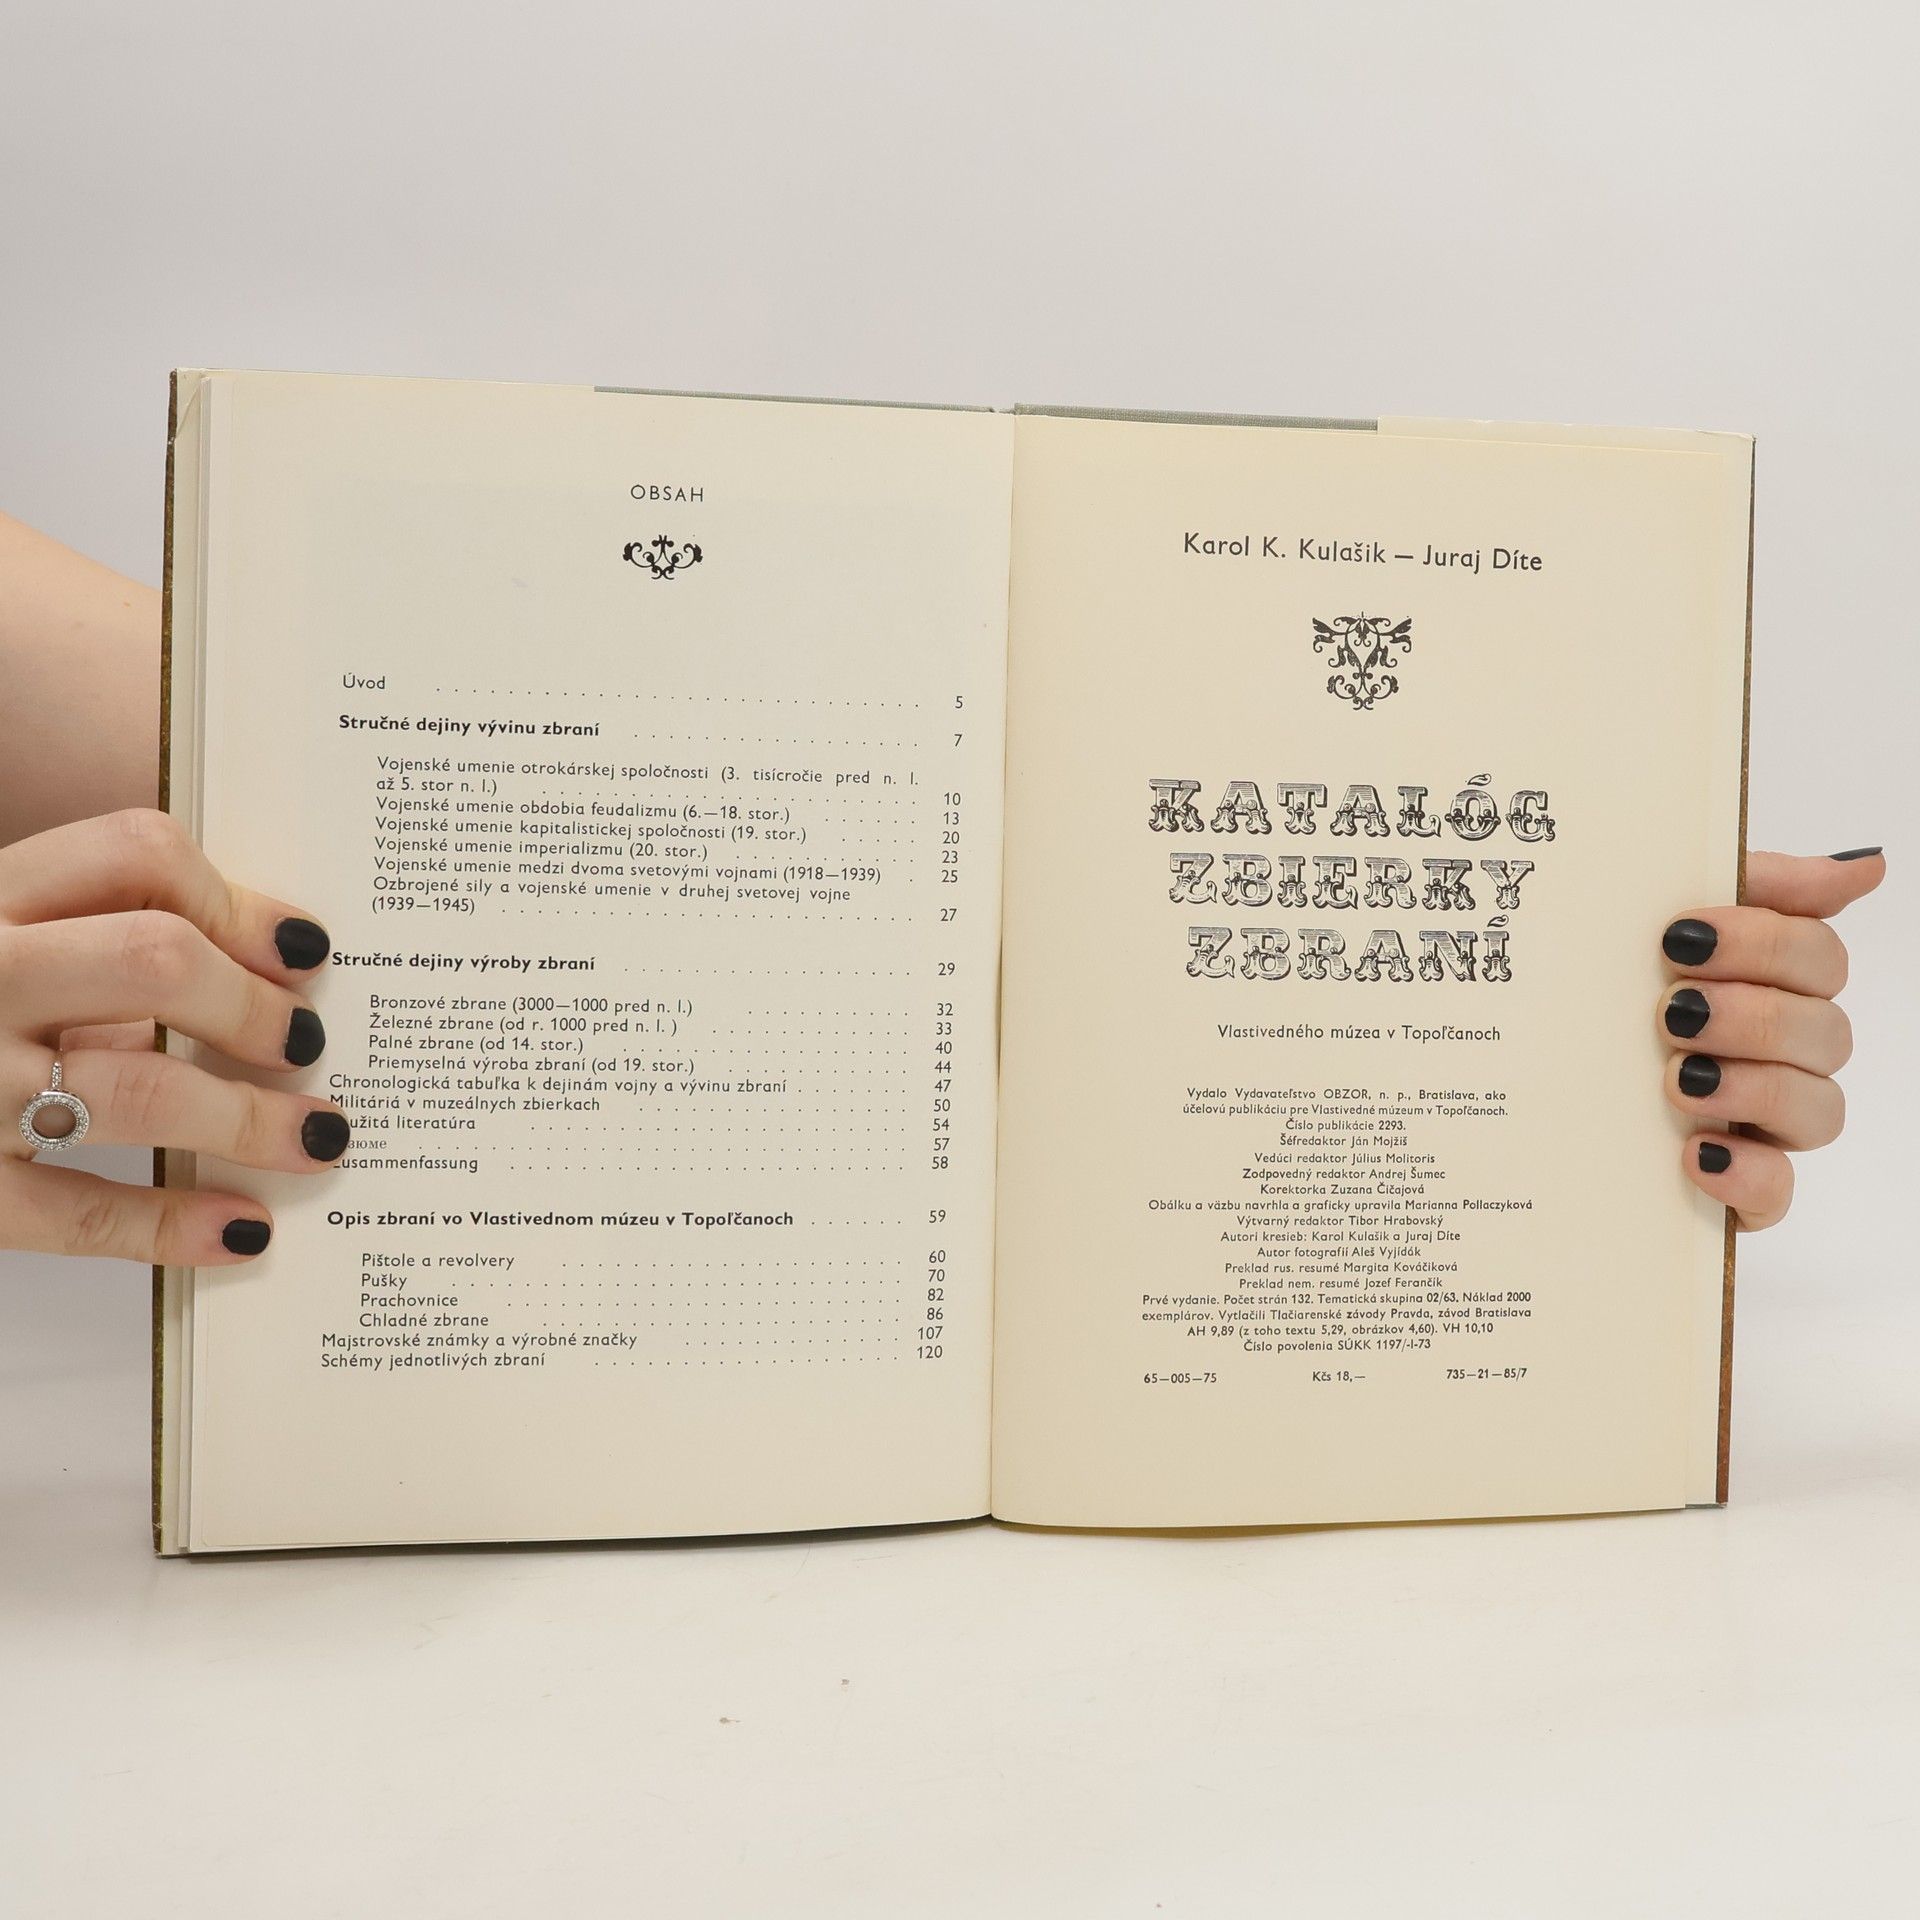 OBSAH
Úvod . . . . . . . . . . . . . . . . . . . . . . . . . . . 5
Stručné dejiny vývinu zbraní . . . . . . . . . . . . . . . . 7
Vojenské umenie otrokárskej spoločnosti (3. tisícročie pred n. l.
až 5. stor n. l.) . . . . . . . . . . . . . . . . . . . . . 10
Vojenské umenie obdobia feudalizmu (6.—18. stor.) . . . . . . 13
Vojenské umenie kapitalistickej spoločnosti (19. stor.) . . . . . 20
Vojenské umenie imperializmu (20. stor.) . . . . . . . . . . . 23
Vojenské umenie medzi dvoma svetovými vojnami (1918—1939) . 25
Ozbrojené sily a vojenské umenie v druhej svetovej vojne
(1939—1945) . . . . . . . . . . . . . . . . . . . . . . . 27
Stručné dejiny výroby zbraní . . . . . . . . . . . . . . . . 29
Bronzové zbrane (3000—1000 pred n. l.) . . . . . . . . . . 32
Železné zbrane (od r. 1000 pred n. l. ) . . . . . . . . . . . 33
Palné zbrane (od 14. stor.) . . . . . . . . . . . . . . . . 40
Priemyselná výroba zbraní (od 19. stor.) . . . . . . . . . . 44
Chronologická tabuľka k dejinám vojny a vývinu zbraní . . . . . . 47
Militáriá v muzeálnych zbierkach . . . . . . . . . . . . . . . 50
užitá literatúra . . . . . . . . . . . . . . . . . . . . . 54
зюме . . . . . . . . . . . . . . . . . . . . . . . . . . 57
Zusammenfassung . . . . . . . . . . . . . . . . . . . . . 58
Opis zbraní vo Vlastivednom múzeu v Topoľčanoch . . . . . . 59
Pištole a revolvery . . . . . . . . . . . . . . . . . . . 60
Pušky . . . . . . . . . . . . . . . . . . . . . . . . . 70
Prachovnice . . . . . . . . . . . . . . . . . . . . . . 82
Chladné zbrane . . . . . . . . . . . . . . . . . . . . 86
Majstrovské známky a výrobné značky . . . . . . . . . . . . 107
Schémy jednotlivých zbraní . . . . . . . . . . . . . . . . . 120
Karol K. Kulašik — Juraj Díte
KATALÓG
ZBIERKY
ZBRANÍ
Vlastivedného múzea v Topoľčanoch
Vydalo Vydavateľstvo OBZOR, n. p., Bratislava, ako
účelovú publikáciu pre Vlastivedné múzeum v Topoľčanoch.
Číslo publikácie 2293.
Šéfredaktor Ján Mojžiš
Vedúci redaktor Július Molitoris
Zodpovedný redaktor Andrej Šumec
Korektorka Zuzana Čičajová
Obálku a väzbu navrhla a graficky upravila Marianna Pollaczyková
Výtvarný redaktor Tibor Hrabovský
Autori kresieb: Karol Kulašik a Juraj Díte
Autor fotografií Aleš Vyjídák
Preklad rus. resumé Margita Kováčiková
Preklad nem. resumé Jozef Ferančík
Prvé vydanie. Počet strán 132. Tematická skupina 02/63. Náklad 2000
exemplárov. Vytlačili Tlačiarenské závody Pravda, závod Bratislava
AH 9,89 (z toho textu 5,29, obrázkov 4,60). VH 10,10
Číslo povolenia SÚKK 1197/-I-73
65—005—75 Kčs 18,— 735—21—85/7